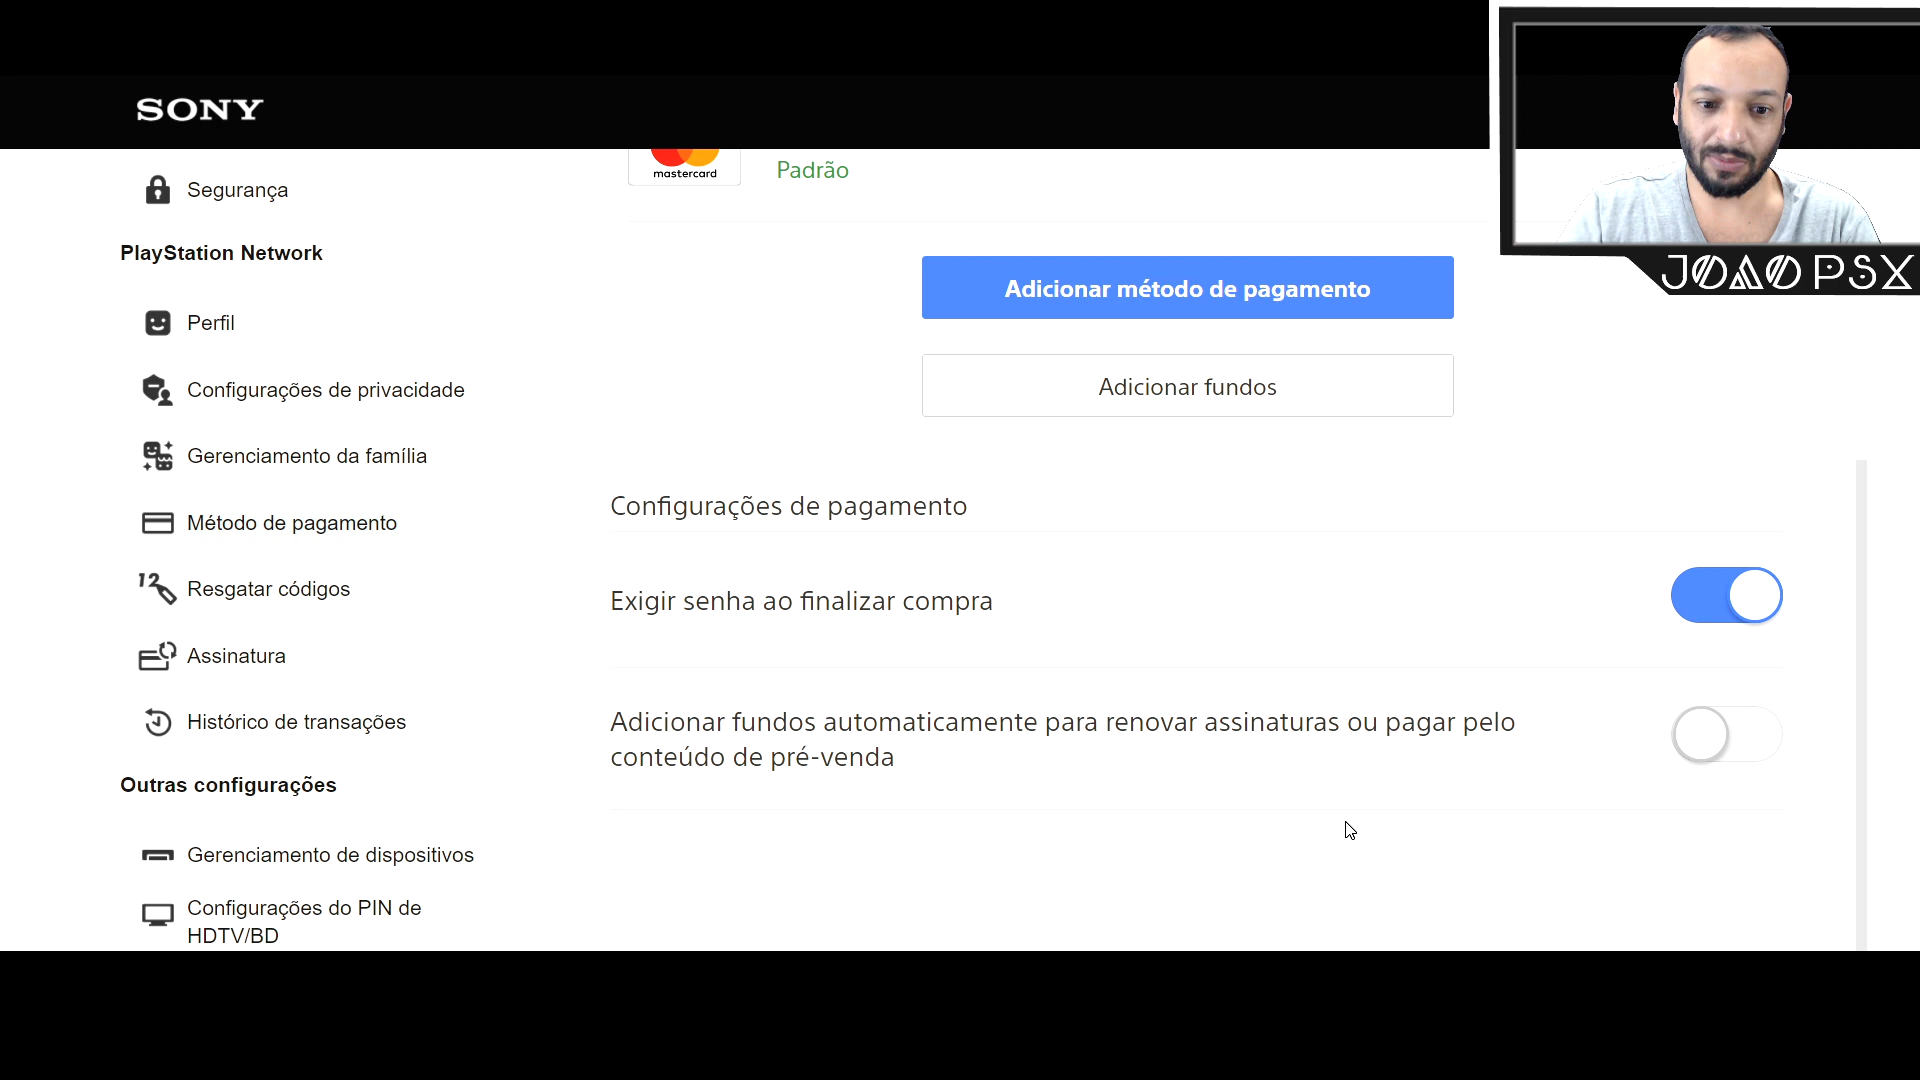 SONY
mastercard
Padrão
Segurança
PlayStation Network
Perfil
Configurações de privacidade
Gerenciamento da família
Método de pagamento
12
Resgatar códigos
Assinatura
Histórico de transações
Outras configurações
Gerenciamento de dispositivos
Configurações do PIN de
HDTV/BD
Adicionar método de pagamento
Adicionar fundos
Configurações de pagamento
Exigir senha ao finalizar compra
Adicionar fundos automaticamente para renovar assinaturas ou pagar pelo
conteúdo de pré-venda
JOAO PSX